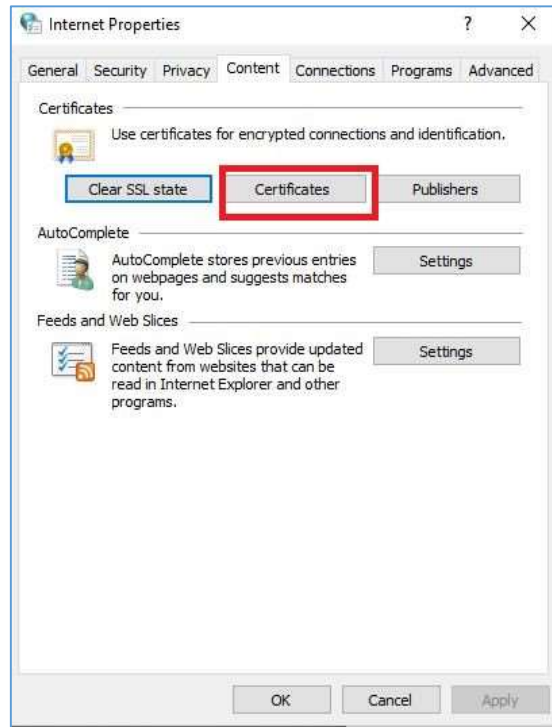 Internet Properties ? X
General Security Privacy Content Connections Programs Advanced
Certificates
Use certificates for encrypted connections and identification.
Clear SSL state Certificates Publishers
AutoComplete
AutoComplete stores previous entries Settings
on webpages and suggests matches
for you.
Feeds and Web Slices
Feeds and Web Slices provide updated Settings
content from websites that can be
read in Internet Explorer and other
programs.
OK Cancel Apply